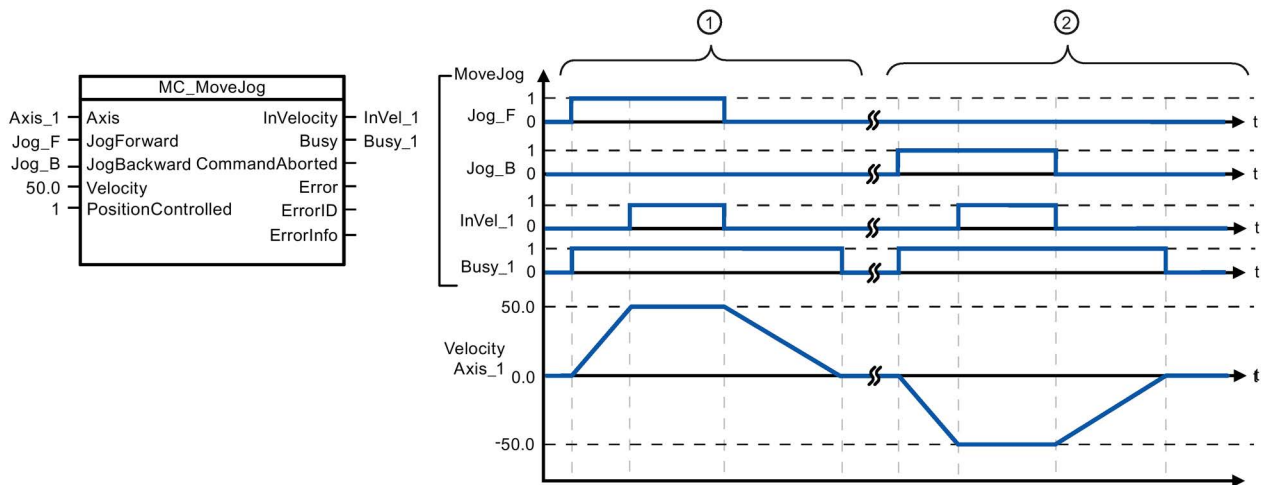 MC_MoveJog
Axis_1 Axis InVelocity InVel_1
Jog_F JogForward Busy Busy_1
Jog_B JogBackward CommandAborted
50.0 Velocity Error
1 PositionControlled ErrorID
ErrorInfo
1 2
MoveJog
1
Jog_F 0 t
1
Jog_B 0 t
1
InVel_1 0 t
1
Busy_1 0 t
50.0
Velocity
Axis_1 0.0 t
-50.0